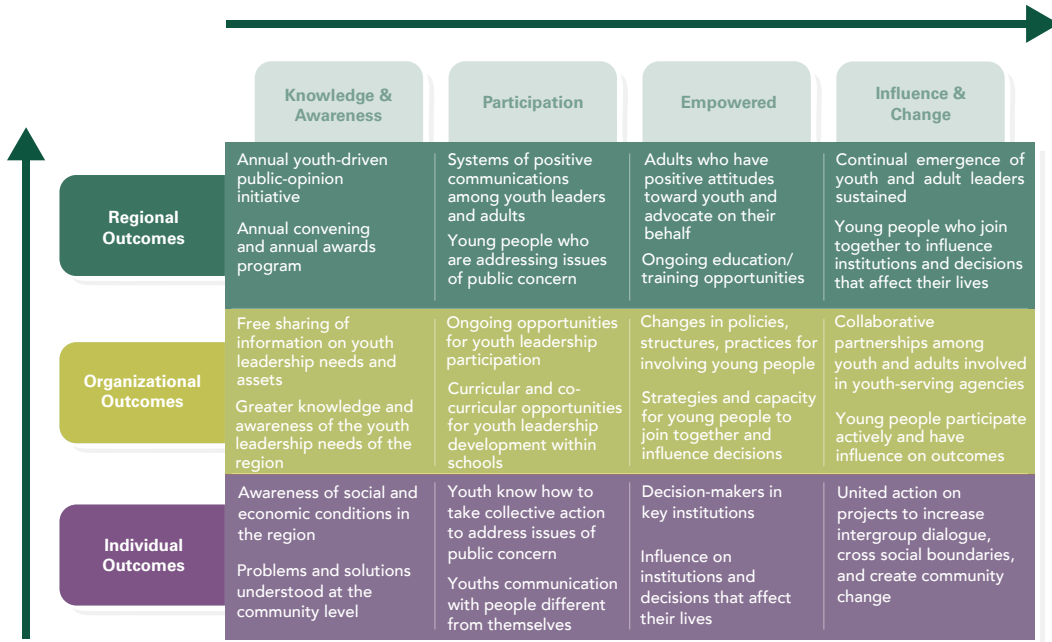 Knowledge &
Awareness
Participation
Empowered
Influence &
Change
Regional
Outcomes
Annual youth-driven
public-opinion
initiative
Annual convening
and annual awards
program
Systems of positive
communications
among youth leaders
and adults
Young people who
are addressing issues
of public concern
Adults who have
positive attitudes
toward youth and
advocate on their
behalf
Ongoing education/
training opportunities
Continual emergence of
youth and adult leaders
sustained
Young people who join
together to influence
institutions and decisions
that affect their lives
Organizational
Outcomes
Free sharing of
information on youth
leadership needs and
assets
Greater knowledge and
awareness of the youth
leadership needs of the
region
Ongoing opportunities
for youth leadership
participation
Curricular and co-
curricular opportunities
for youth leadership
development within
schools
Changes in policies,
structures, practices for
involving young people
Strategies and capacity
for young people to
join together and
influence decisions
Collaborative
partnerships among
youth and adults involved
in youth-serving agencies
Young people participate
actively and have
influence on outcomes
Individual
Outcomes
Awareness of social and
economic conditions in
the region
Problems and solutions
understood at the
community level
Youth know how to
take collective action
to address issues of
public concern
Youths communication
with people different
from themselves
Decision-makers in
key institutions
Influence on
institutions and
decisions that affect
their lives
United action on
projects to increase
intergroup dialogue,
cross social boundaries,
and create community
change